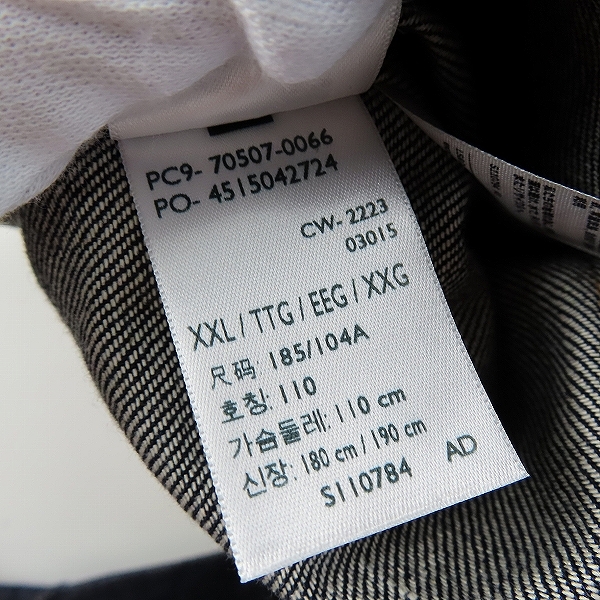 PC9- 70507-0066
PO- 4515042724
CW- 2223
03015
XXL / TTG / EEG / XXG
尺码: 185/104A
호칭: 110
가슴둘레: 110 cm
신장: 180 cm / 190 cm
S110784 AD